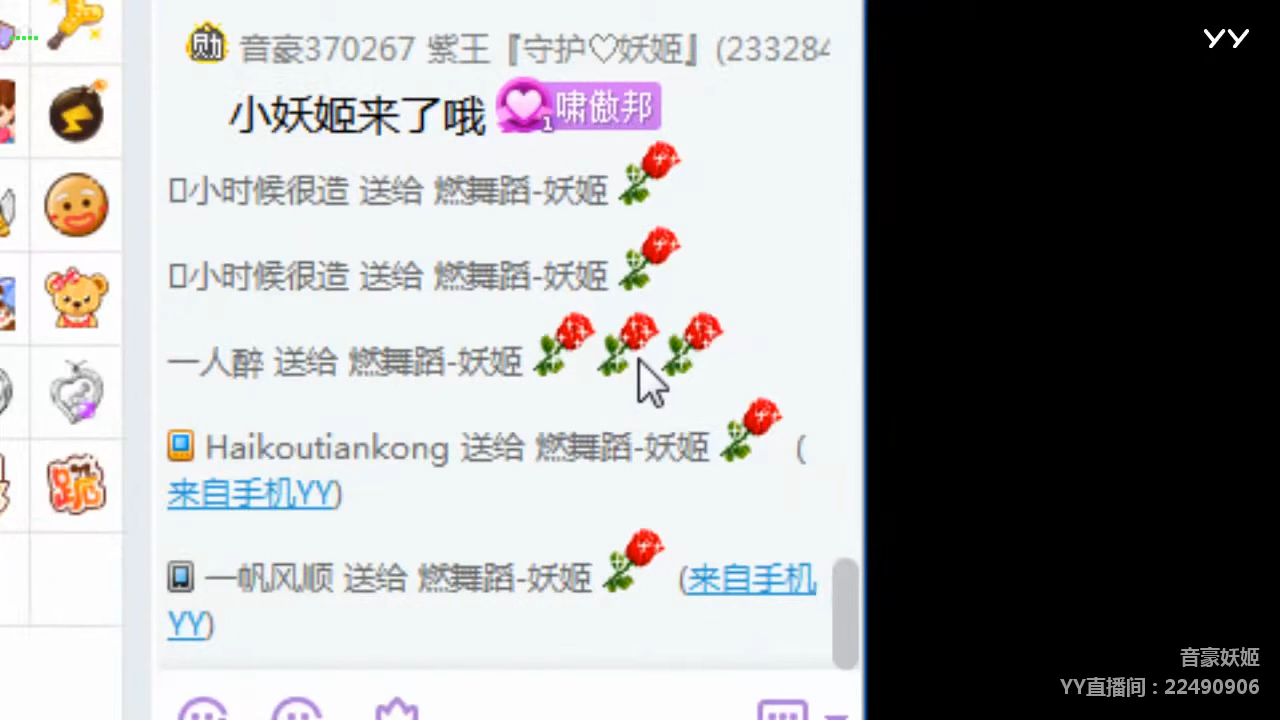 YY
勋 音豪370267 紫王『守护♡妖姬』(233284
小妖姬来了哦 1 啸傲邦
小时候很造 送给 燃舞蹈-妖姬
小时候很造 送给 燃舞蹈-妖姬
一人醉 送给 燃舞蹈-妖姬
Haikoutiankong 送给 燃舞蹈-妖姬 (
来自手机YY)
跪
一帆风顺 送给 燃舞蹈-妖姬 (来自手机
YY)
音豪妖姬
YY直播间：22490906